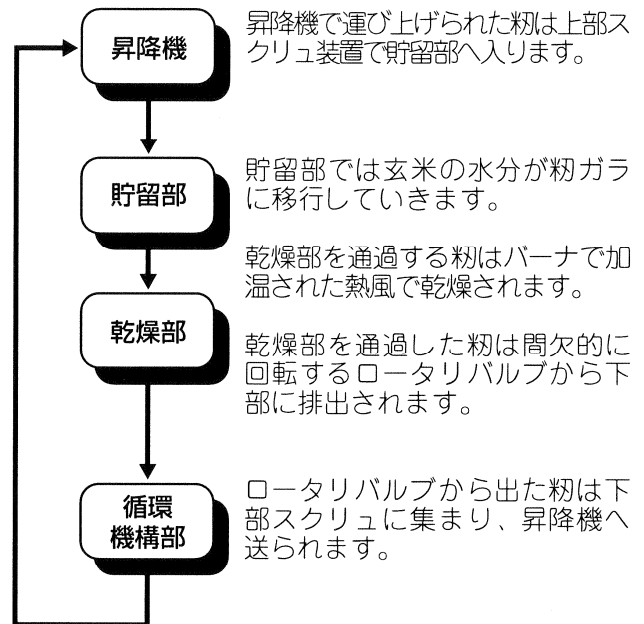 昇降機
昇降機で運び上げられた籾は上部ス
クリュ装置で貯留部へ入ります。
貯留部
貯留部では玄米の水分が籾ガラ
に移行していきます。
乾燥部を通過する籾はバーナで加
温された熱風で乾燥されます。
乾燥部
乾燥部を通過した籾は間欠的に
回転するロータリバルブから下
部に排出されます。
循環
機構部
ロータリバルブから出た籾は下
部スクリュに集まり、昇降機へ
送られます。